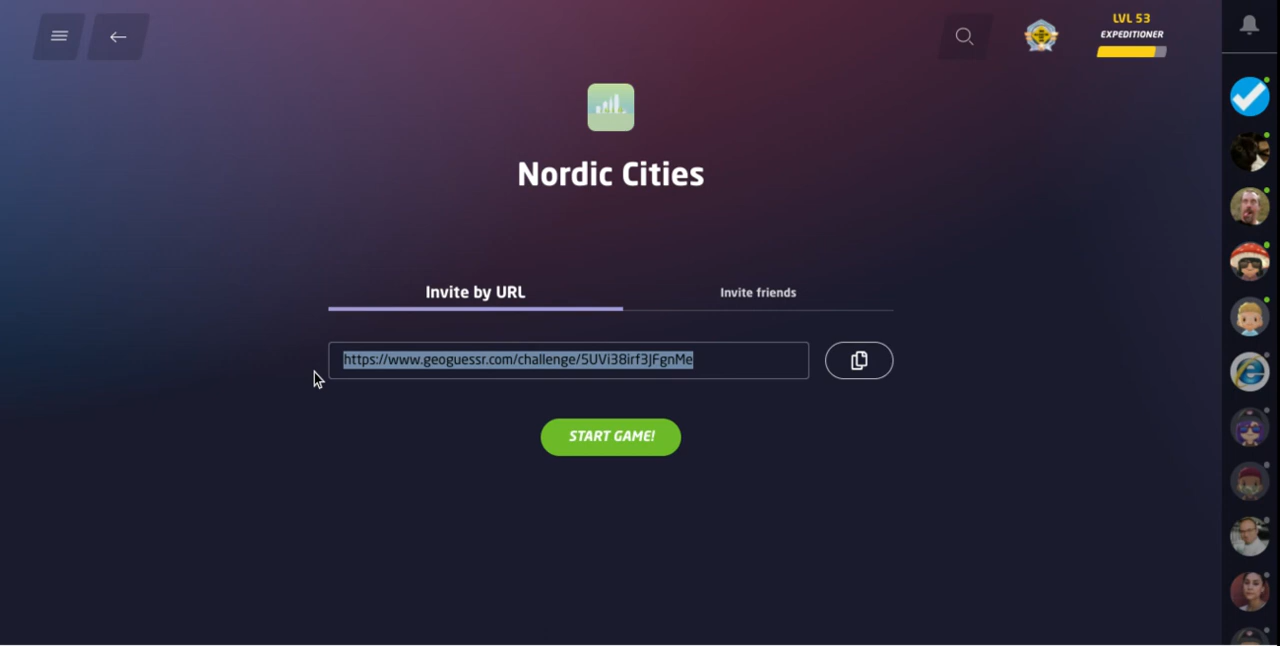 LVL 53
EXPEDITIONER
Nordic Cities
Invite by URL
Invite friends
https://www.geoguessr.com/challenge/5UVi38irf3JFgnMe
START GAME!